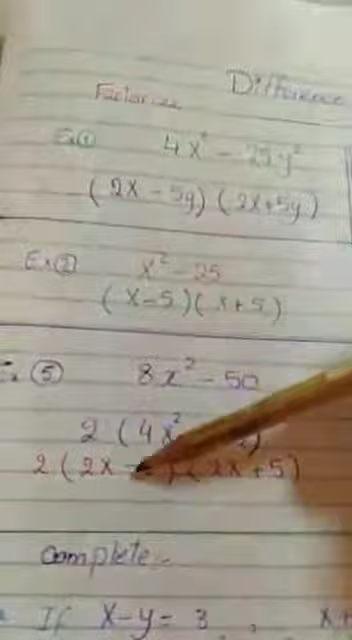 Difference
Factorize
Ex① 4x² - 25y²
(2x - 5y) (2x + 5y)
Ex② x² - 25
(x - 5) (x + 5)
⑤ 8x² - 50
2 (4x²
2 (2x - (2x + 5)
complete:-
If x - y = 3 ,